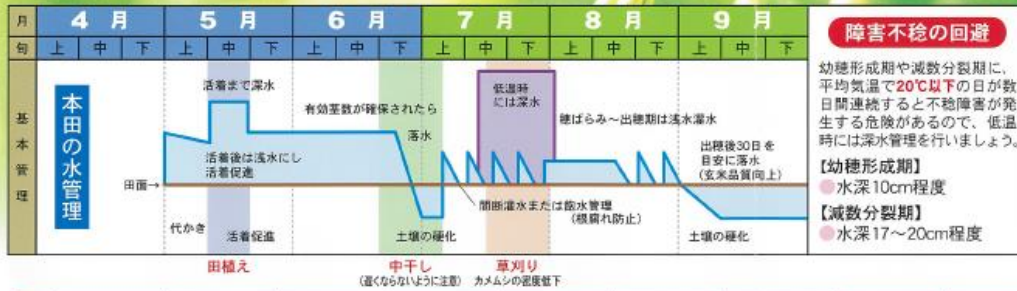 月 4月 5月 6月 7月 8月 9月
旬 上 中 下 上 中 下 上 中 下 上 中 下 上 中 下 上 中 下
基本管理
本田の水管理
田面→
活着まで深水
活着後は浅水にし
活着促進
代かき
活着促進
有効茎数が確保されたら
落水
土壌の硬化
低温時
には深水
穂ばらみ～出穂期は浅水灌水
間断灌水または飽水管理
(根腐れ防止)
出穂後30日を
目安に落水
(玄米品質向上)
土壌の硬化
田植え
中干し
(遅くならないように注意)
草刈り
カメムシの密度低下
障害不稔の回避
幼穂形成期や減数分裂期に、
平均気温で20℃以下の日が数
日間連続すると不稔障害が発
生する危険があるので、低温
時には深水管理を行いましょう。
【幼穂形成期】
●水深10cm程度
【減数分裂期】
●水深17～20cm程度